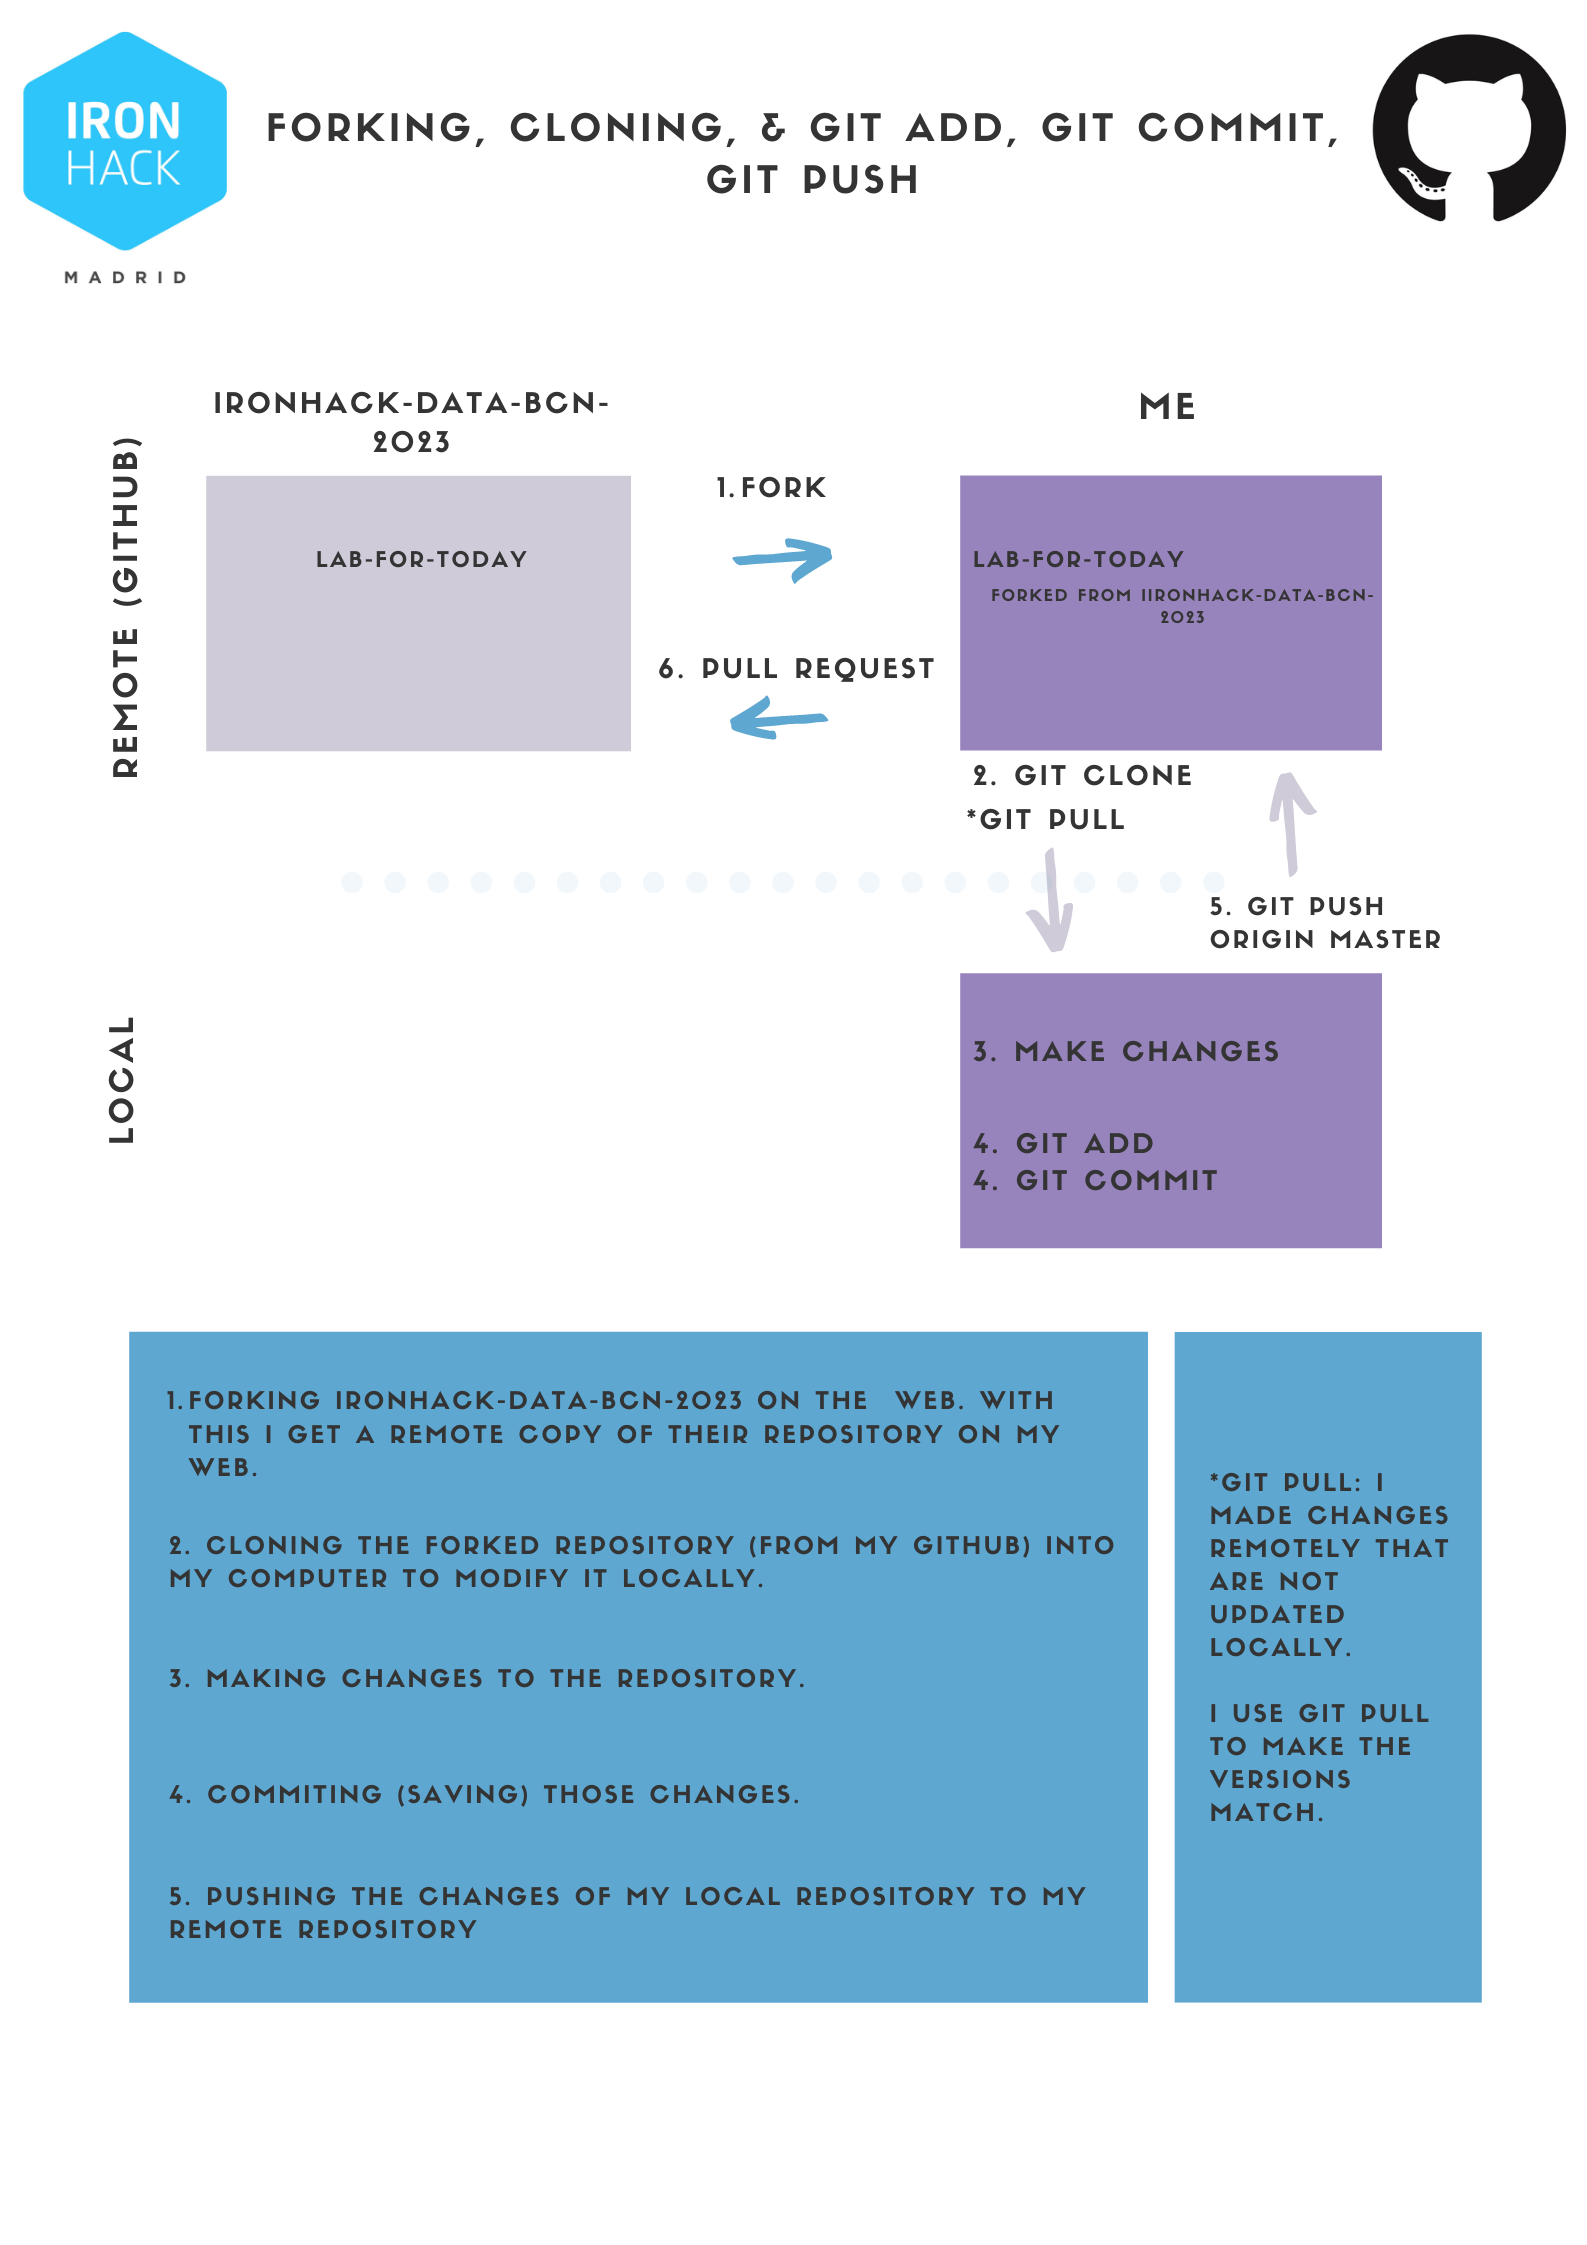 IRON
HACK
MADRID
FORKING, CLONING, & GIT ADD, GIT COMMIT,
GIT PUSH
REMOTE (GITHUB)
IRONHACK-DATA-BCN-
2023
LAB-FOR-TODAY
1. FORK
6. PULL REQUEST
ME
LAB-FOR-TODAY
FORKED FROM IIRONHACK-DATA-BCN-
2023
2. GIT CLONE
*GIT PULL
5. GIT PUSH
ORIGIN MASTER
LOCAL
3. MAKE CHANGES
4. GIT ADD
4. GIT COMMIT
1. FORKING IRONHACK-DATA-BCN-2023 ON THE WEB. WITH
THIS I GET A REMOTE COPY OF THEIR REPOSITORY ON MY
WEB.
2. CLONING THE FORKED REPOSITORY (FROM MY GITHUB) INTO
MY COMPUTER TO MODIFY IT LOCALLY.
3. MAKING CHANGES TO THE REPOSITORY.
4. COMMITING (SAVING) THOSE CHANGES.
5. PUSHING THE CHANGES OF MY LOCAL REPOSITORY TO MY
REMOTE REPOSITORY
*GIT PULL: I
MADE CHANGES
REMOTELY THAT
ARE NOT
UPDATED
LOCALLY.
I USE GIT PULL
TO MAKE THE
VERSIONS
MATCH.